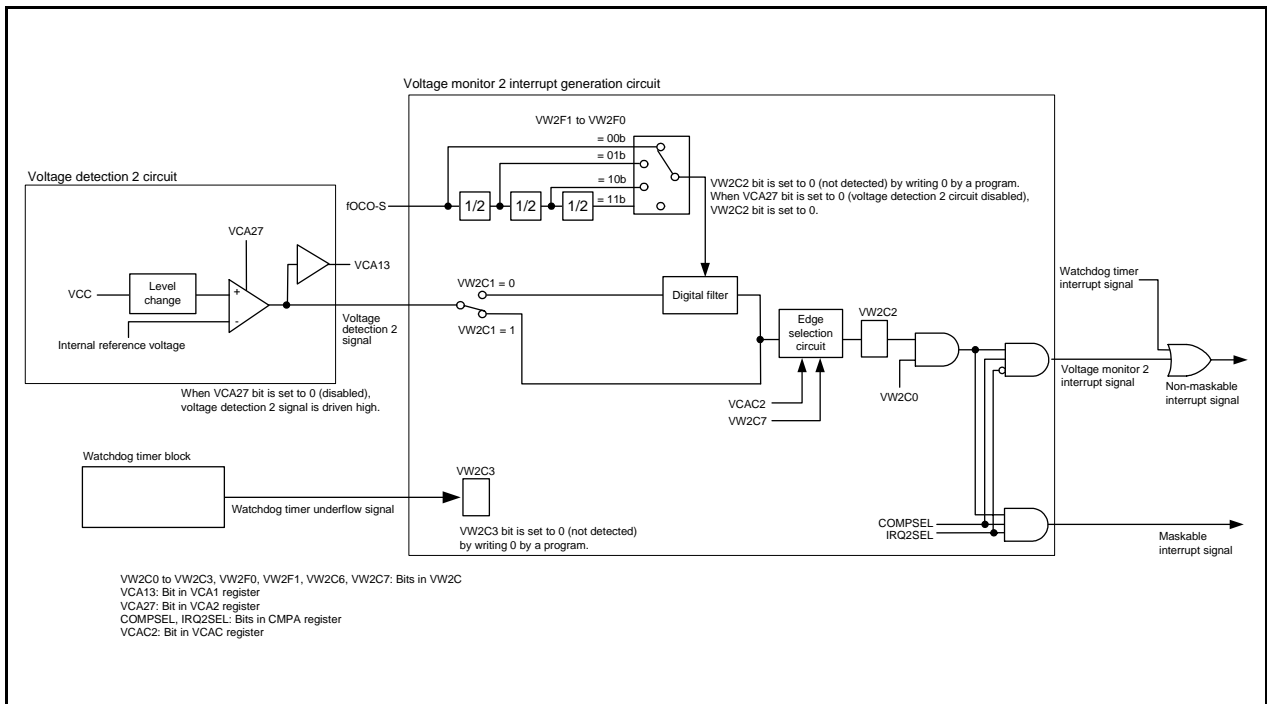 Voltage monitor 2 interrupt generation circuit
VW2F1 to VW2F0
= 00b
= 01b
= 10b
= 11b
fOCO-S
1/2
1/2
1/2
VW2C2 bit is set to 0 (not detected) by writing 0 by a program.
When VCA27 bit is set to 0 (voltage detection 2 circuit disabled),
VW2C2 bit is set to 0.
Voltage detection 2 circuit
VCA27
VCA13
VCC
Level
change
+
-
Internal reference voltage
Voltage
detection 2
signal
When VCA27 bit is set to 0 (disabled),
voltage detection 2 signal is driven high.
VW2C1 = 0
VW2C1 = 1
Digital filter
Edge
selection
circuit
VW2C2
VCAC2
VW2C7
VW2C0
Watchdog timer
interrupt signal
Voltage monitor 2
interrupt signal
Non-maskable
interrupt signal
Watchdog timer block
Watchdog timer underflow signal
VW2C3
VW2C3 bit is set to 0 (not detected)
by writing 0 by a program.
COMPSEL
IRQ2SEL
Maskable
interrupt signal
VW2C0 to VW2C3, VW2F0, VW2F1, VW2C6, VW2C7: Bits in VW2C
VCA13: Bit in VCA1 register
VCA27: Bit in VCA2 register
COMPSEL, IRQ2SEL: Bits in CMPA register
VCAC2: Bit in VCAC register